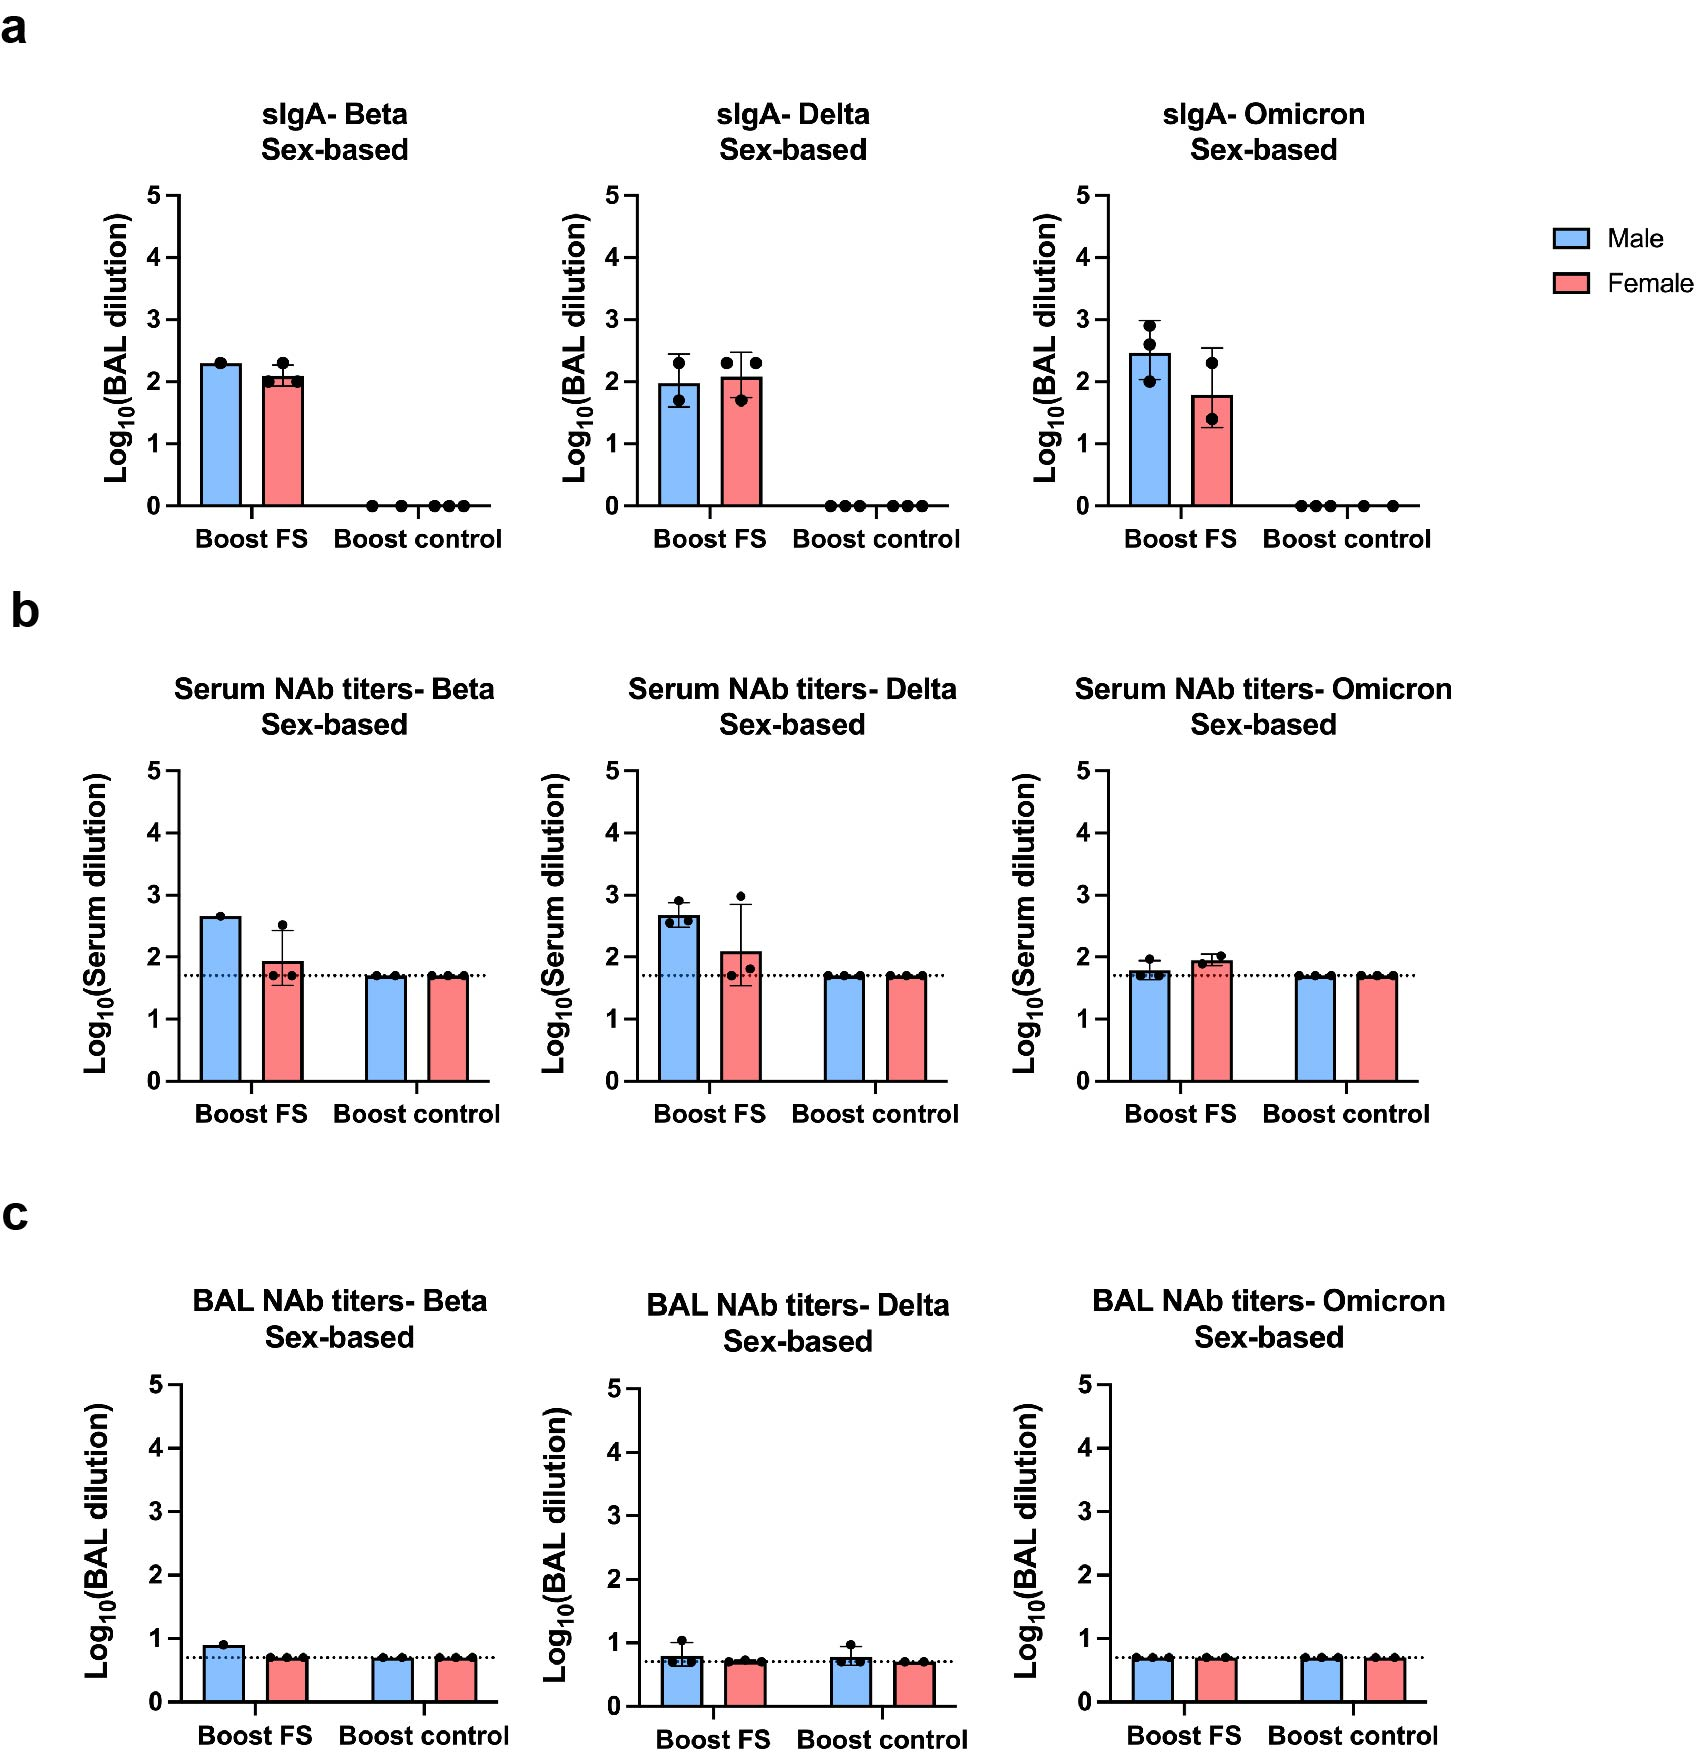 a
sIgA- Beta
Sex-based
sIgA- Delta
Sex-based
sIgA- Omicron
Sex-based
Log10(BAL dilution)
5
4
3
2
1
0
Boost FS
Boost control
Log10(BAL dilution)
5
4
3
2
1
0
Boost FS
Boost control
Log10(BAL dilution)
5
4
3
2
1
0
Boost FS
Boost control
Male
Female
b
Serum NAb titers- Beta
Sex-based
Serum NAb titers- Delta
Sex-based
Serum NAb titers- Omicron
Sex-based
Log10(Serum dilution)
5
4
3
2
1
0
Boost FS
Boost control
Log10(Serum dilution)
5
4
3
2
1
0
Boost FS
Boost control
Log10(Serum dilution)
5
4
3
2
1
0
Boost FS
Boost control
c
BAL NAb titers- Beta
Sex-based
BAL NAb titers- Delta
Sex-based
BAL NAb titers- Omicron
Sex-based
Log10(BAL dilution)
5
4
3
2
1
0
Boost FS
Boost control
Log10(BAL dilution)
5
4
3
2
1
0
Boost FS
Boost control
Log10(BAL dilution)
5
4
3
2
1
0
Boost FS
Boost control